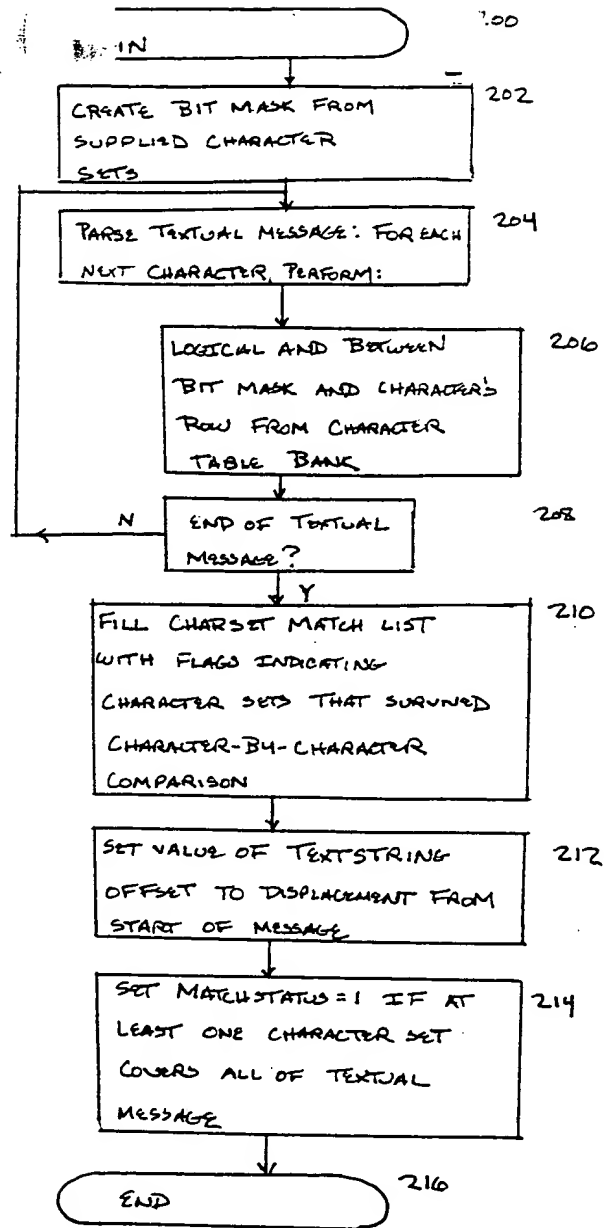 200
IN
CREATE BIT MASK FROM
SUPPLIED CHARACTER
SETS
202
PARSE TEXTUAL MESSAGE: FOR EACH
NEXT CHARACTER, PERFORM:
204
LOGICAL AND BETWEEN
BIT MASK AND CHARACTER'S
ROW FROM CHARACTER
TABLE BANK
206
N
END OF TEXTUAL
MESSAGE?
208
Y
FILL CHARSET MATCH LIST
WITH FLAGS INDICATING
CHARACTER SETS THAT SURVIVED
CHARACTER-BY-CHARACTER
COMPARISON
210
SET VALUE OF TEXTSTRING
OFFSET TO DISPLACEMENT FROM
START OF MESSAGE
212
SET MATCHSTATUS=1 IF AT
LEAST ONE CHARACTER SET
COVERS ALL OF TEXTUAL
MESSAGE
214
END
216